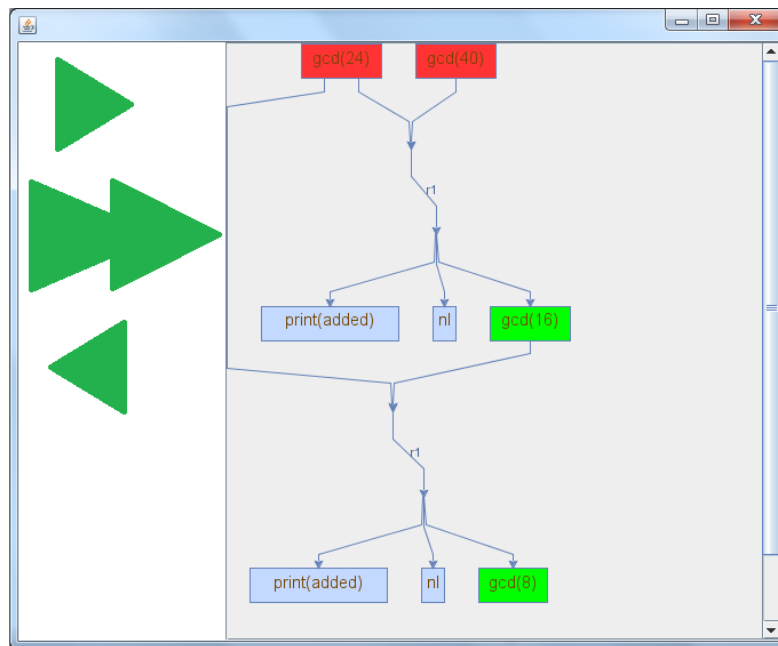 gcd(24) gcd(40)
r1
print(added) nl gcd(16)
r1
print(added) nl gcd(8)